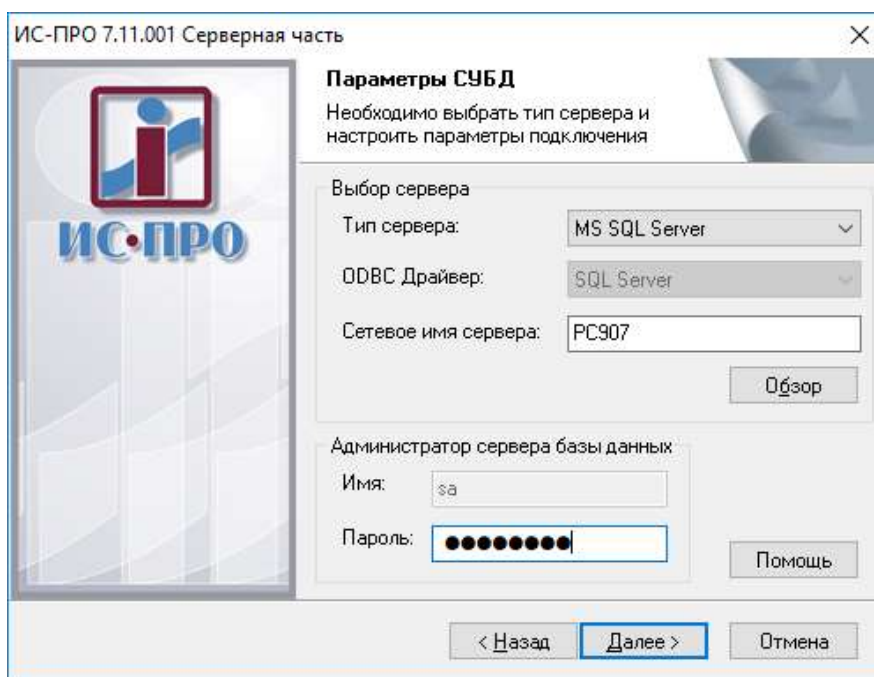 ИС-ПРО 7.11.001 Серверная часть
ИС•ПРО
Параметры СУБД
Необходимо выбрать тип сервера и
настроить параметры подключения
Выбор сервера
Тип сервера: MS SQL Server
ODBC Драйвер: SQL Server
Сетевое имя сервера: PC907
Обзор
Администратор сервера базы данных
Имя: sa
Пароль: ●●●●●●●●
Помощь
< Назад Далее > Отмена